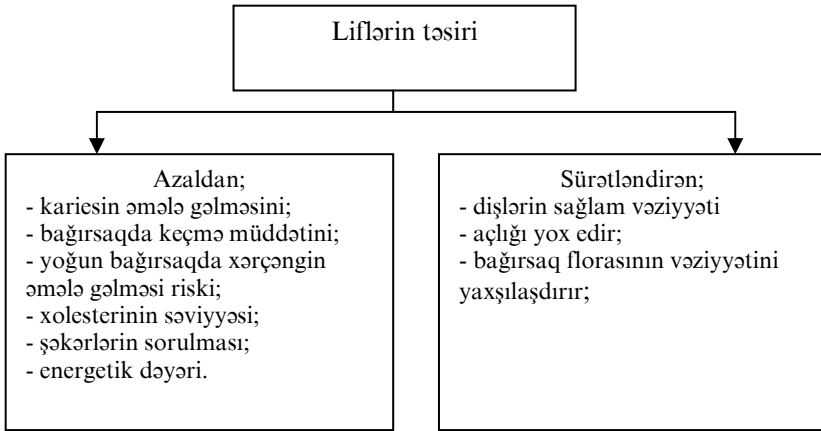 Liflərin təsiri
Azaldan;
- kariesin əmələ gəlməsini;
- bağırsaqda keçmə müddətini;
- yoğun bağırsaqda xərçəngin
əmələ gəlməsi riski;
- xolesterinin səviyyəsi;
- şəkərlərin sorulması;
- energetik dəyəri.
Sürətləndirən;
- dişlərin sağlam vəziyyəti
- açlığı yox edir;
- bağırsaq florasının vəziyyətini
yaxşılaşdırır;